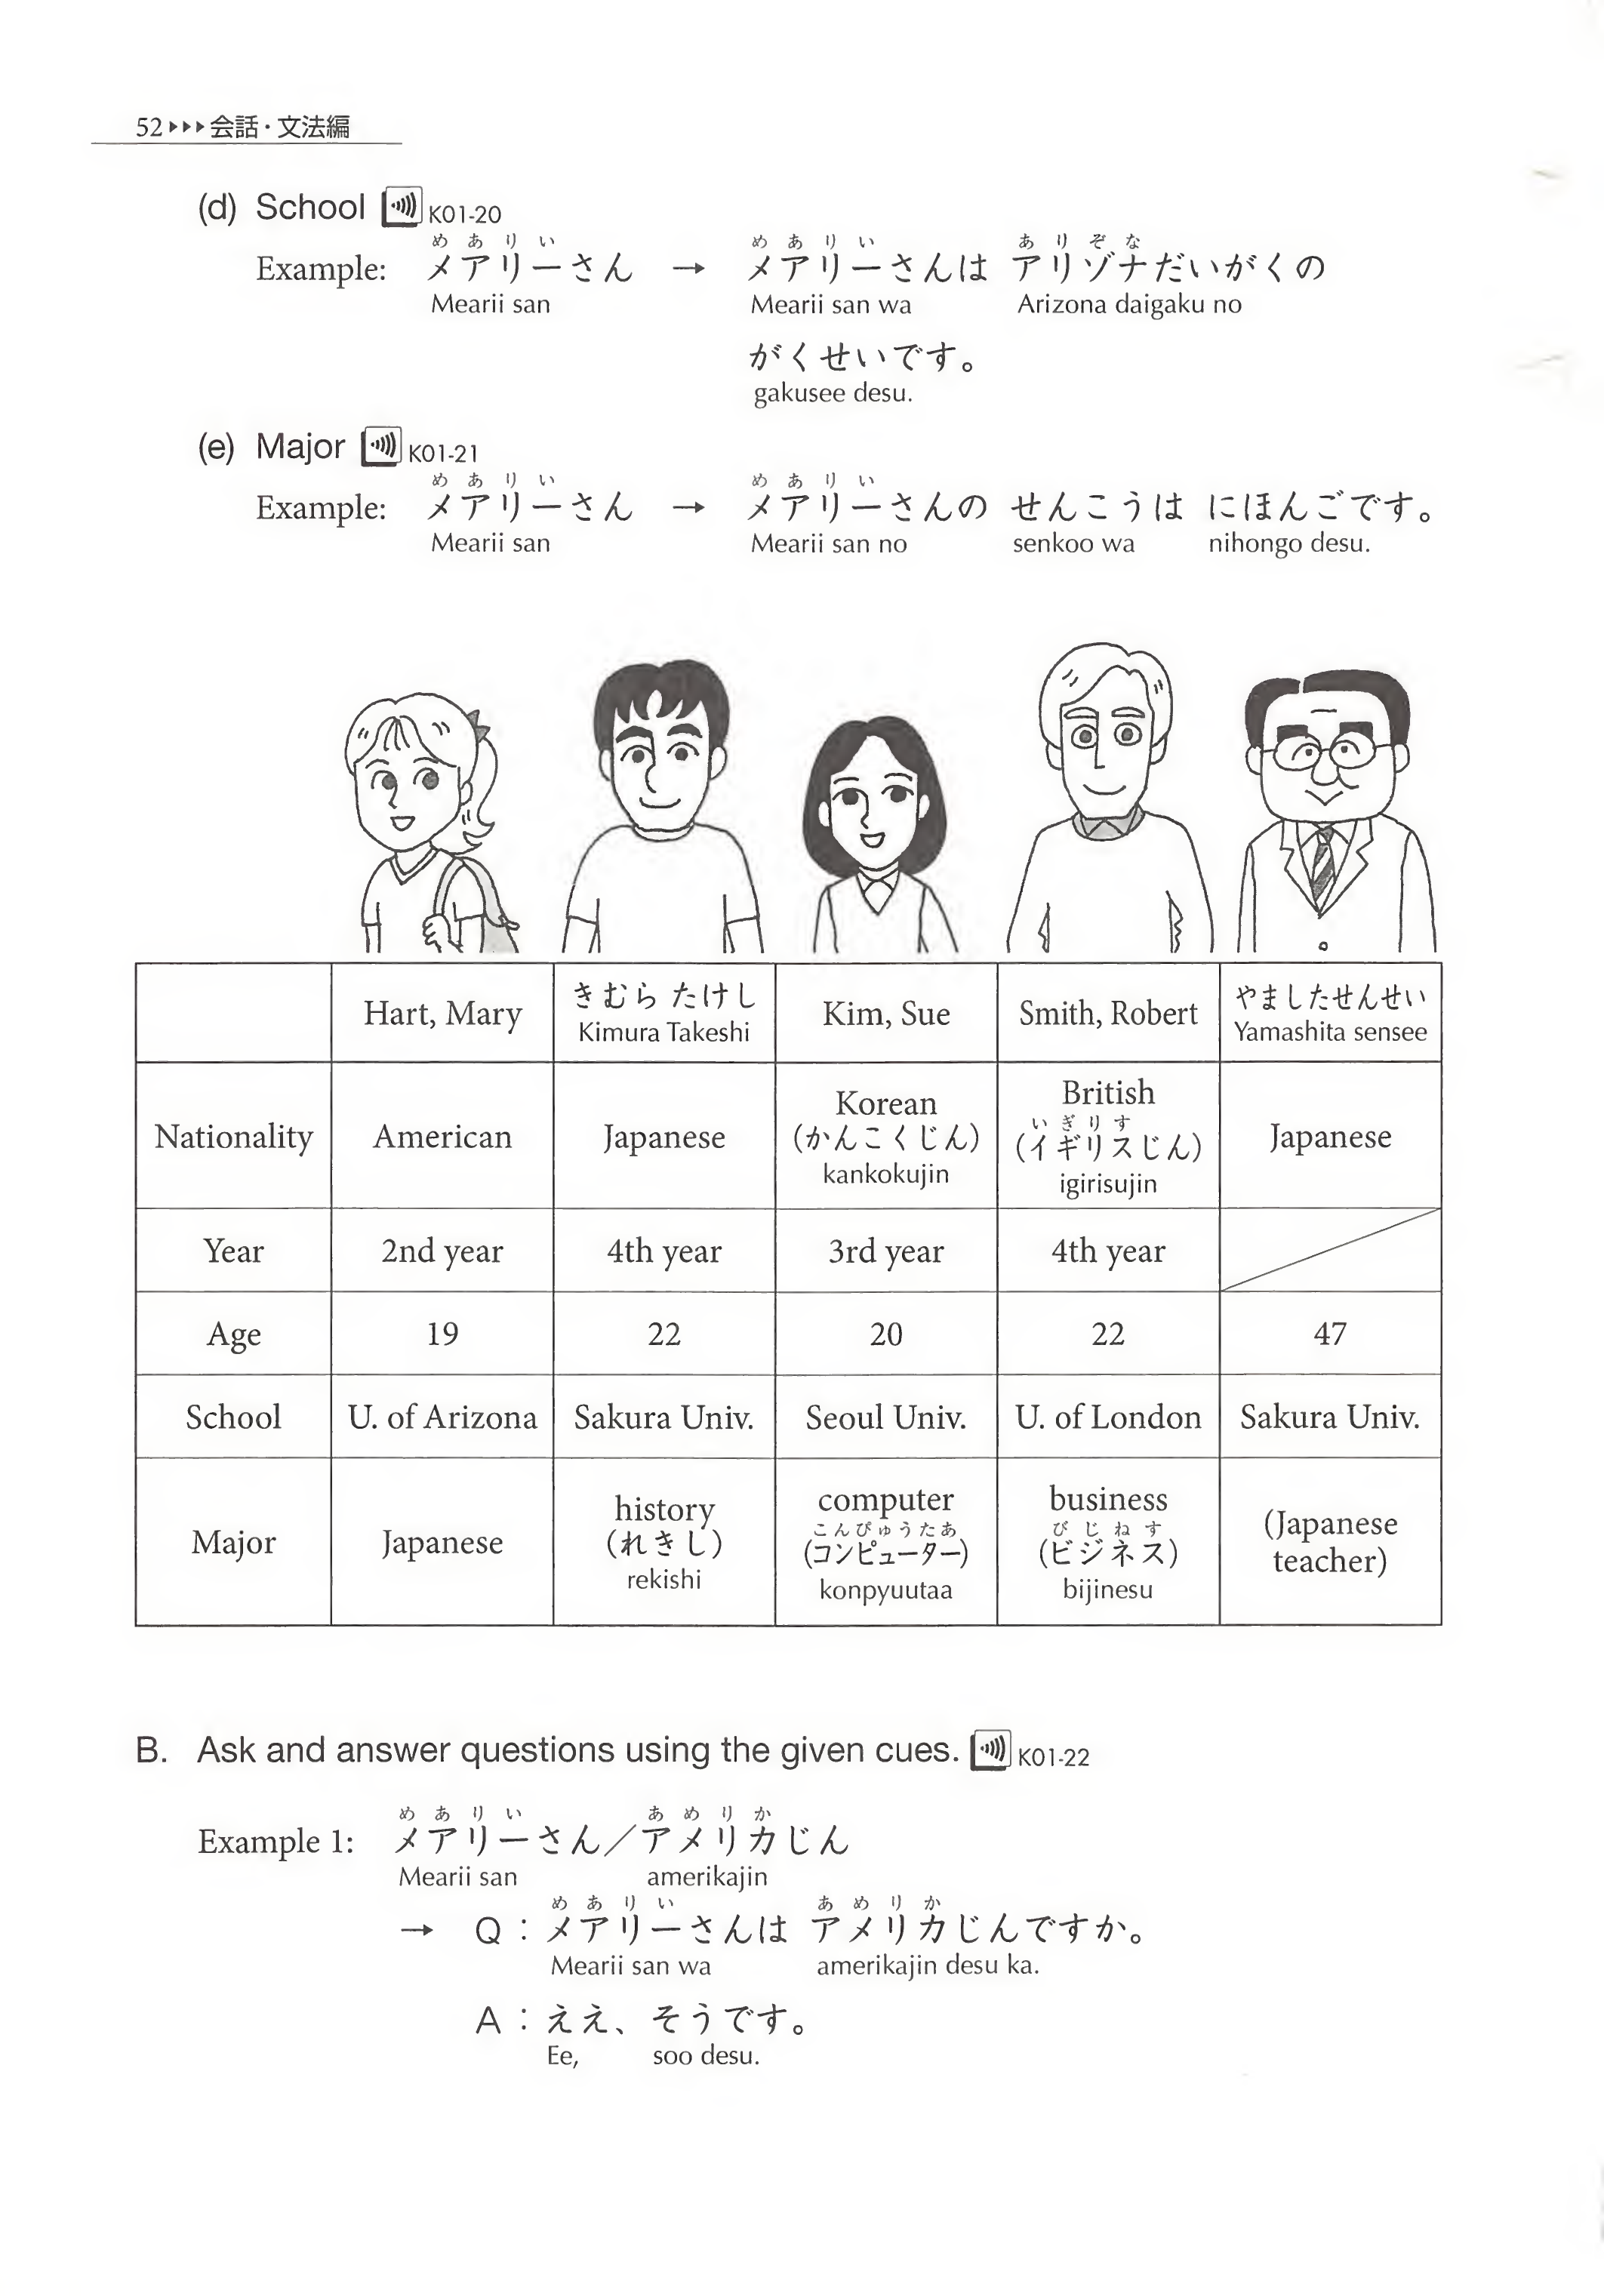 52▶▶▶会話・文法編
(d) School K01-20
めありい めありい ありぞな
Example: メアリーさん → メアリーさんは アリゾナだいがくの
Mearii san Mearii san wa Arizona daigaku no
がくせいです。
gakusee desu.
(e) Major K01-21
めありい めありい
Example: メアリーさん → メアリーさんの せんこうは にほんごです。
Mearii san Mearii san no senkoo wa nihongo desu.
Hart, Mary
きむら たけし
Kimura Takeshi
Kim, Sue
Smith, Robert
やましたせんせい
Yamashita sensee
Nationality
American
Japanese
Korean
(かんこくじん)
kankokujin
British
いぎりす
(イギリスじん)
igirisujin
Japanese
Year
2nd year
4th year
3rd year
4th year
Age
19
22
20
22
47
School
U. of Arizona
Sakura Univ.
Seoul Univ.
U. of London
Sakura Univ.
Major
Japanese
history
(れきし)
rekishi
computer
こんぴゅうたあ
(コンピューター)
konpyuutaa
business
びじねす
(ビジネス)
bijinesu
(Japanese
teacher)
B. Ask and answer questions using the given cues. K01-22
めありい あめりか
Example 1: メアリーさん/アメリカじん
Mearii san amerikajin
めありい あめりか
→ Q：メアリーさんは アメリカじんですか。
Mearii san wa amerikajin desu ka.
A：ええ、そうです。
Ee, soo desu.